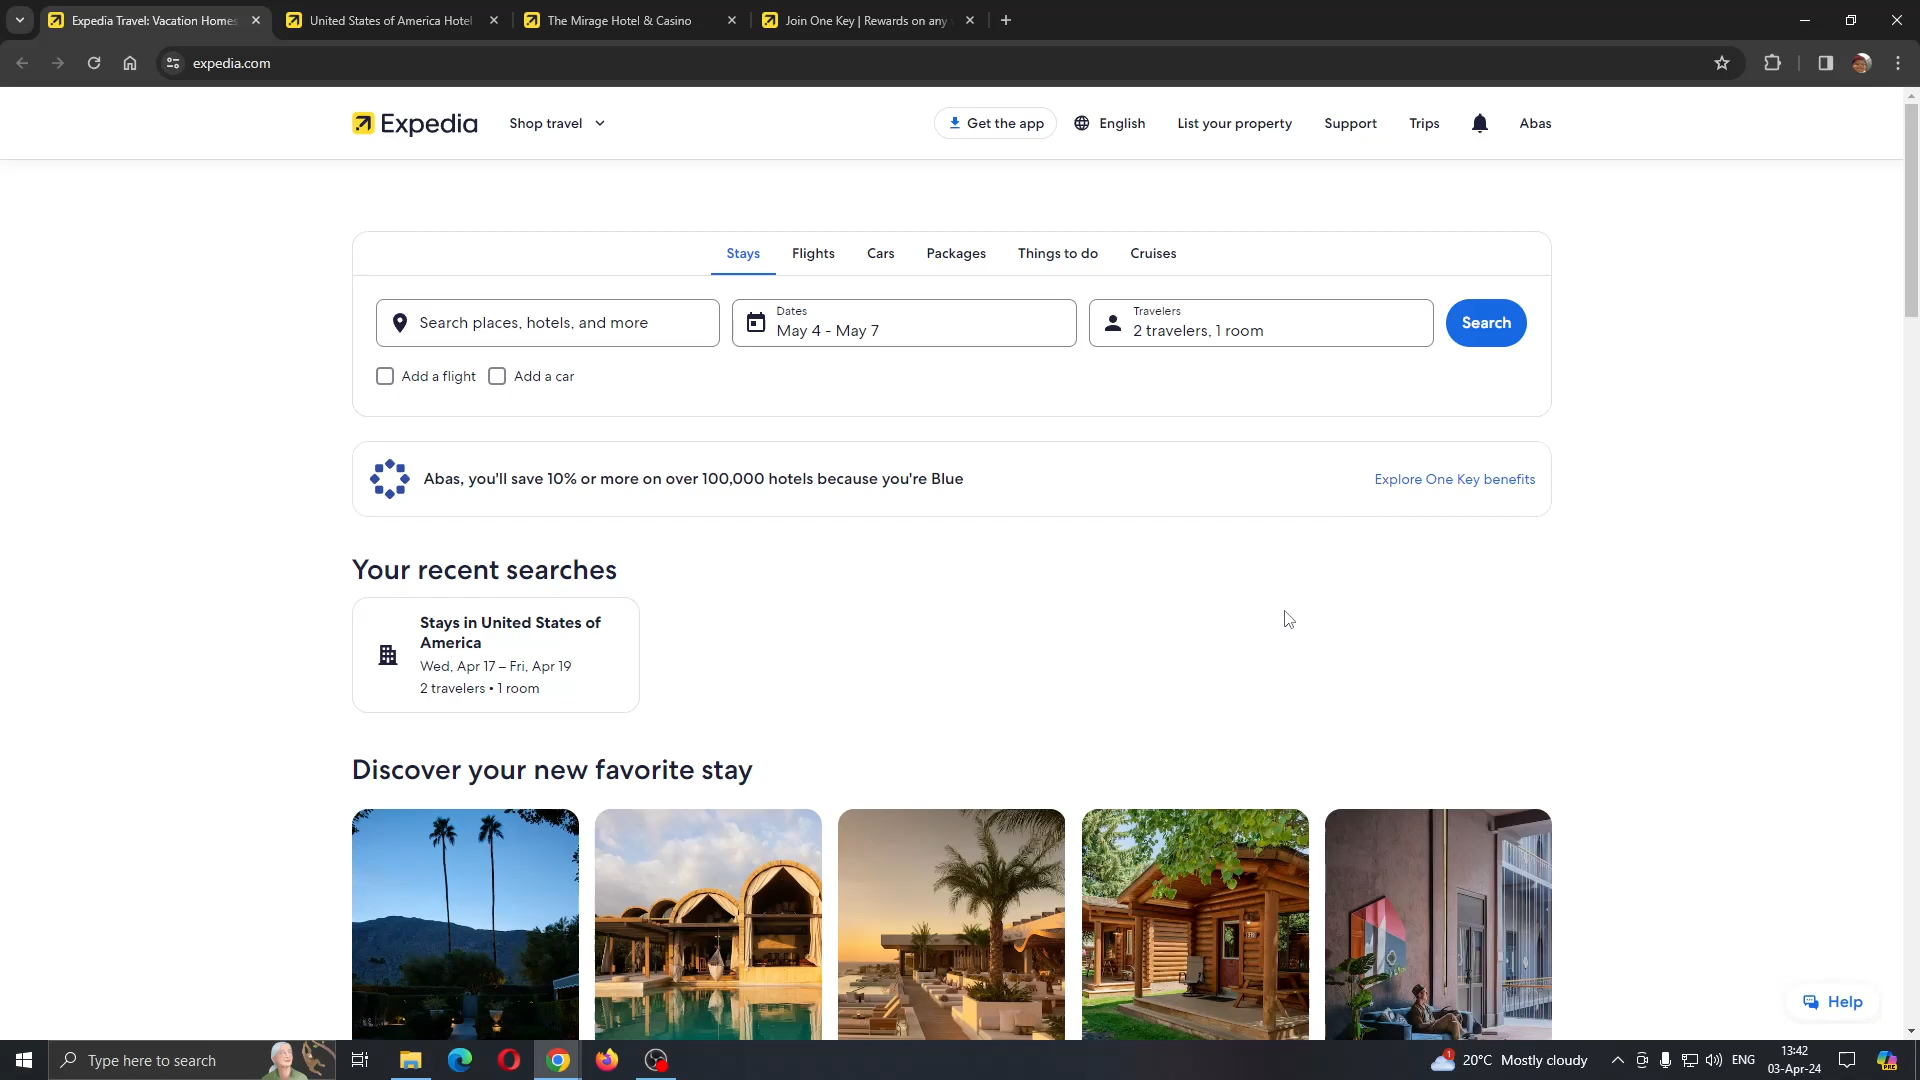 Expedia Travel: Vacation Homes
United States of America Hotel
The Mirage Hotel & Casino
Join One Key | Rewards on any
expedia.com
Expedia
Shop travel
Get the app
English
List your property
Support
Trips
Abas
Stays
Flights
Cars
Packages
Things to do
Cruises
Search places, hotels, and more
Dates
May 4 - May 7
Travelers
2 travelers, 1 room
Search
Add a flight
Add a car
Abas, you'll save 10% or more on over 100,000 hotels because you're Blue
Explore One Key benefits
Your recent searches
Stays in United States of
America
Wed, Apr 17 – Fri, Apr 19
2 travelers • 1 room
Discover your new favorite stay
Help
Type here to search
1
20°C Mostly cloudy
ENG
13:42
03-Apr-24